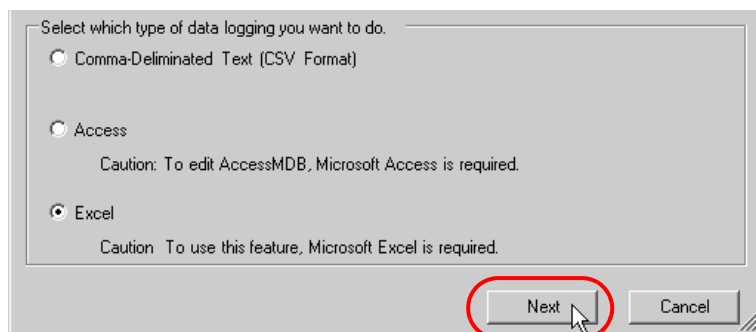 Select which type of data logging you want to do.
Comma-Deliminated Text (CSV Format)
Access
Caution: To edit AccessMDB, Microsoft Access is required.
Excel
Caution To use this feature, Microsoft Excel is required.
Next Cancel